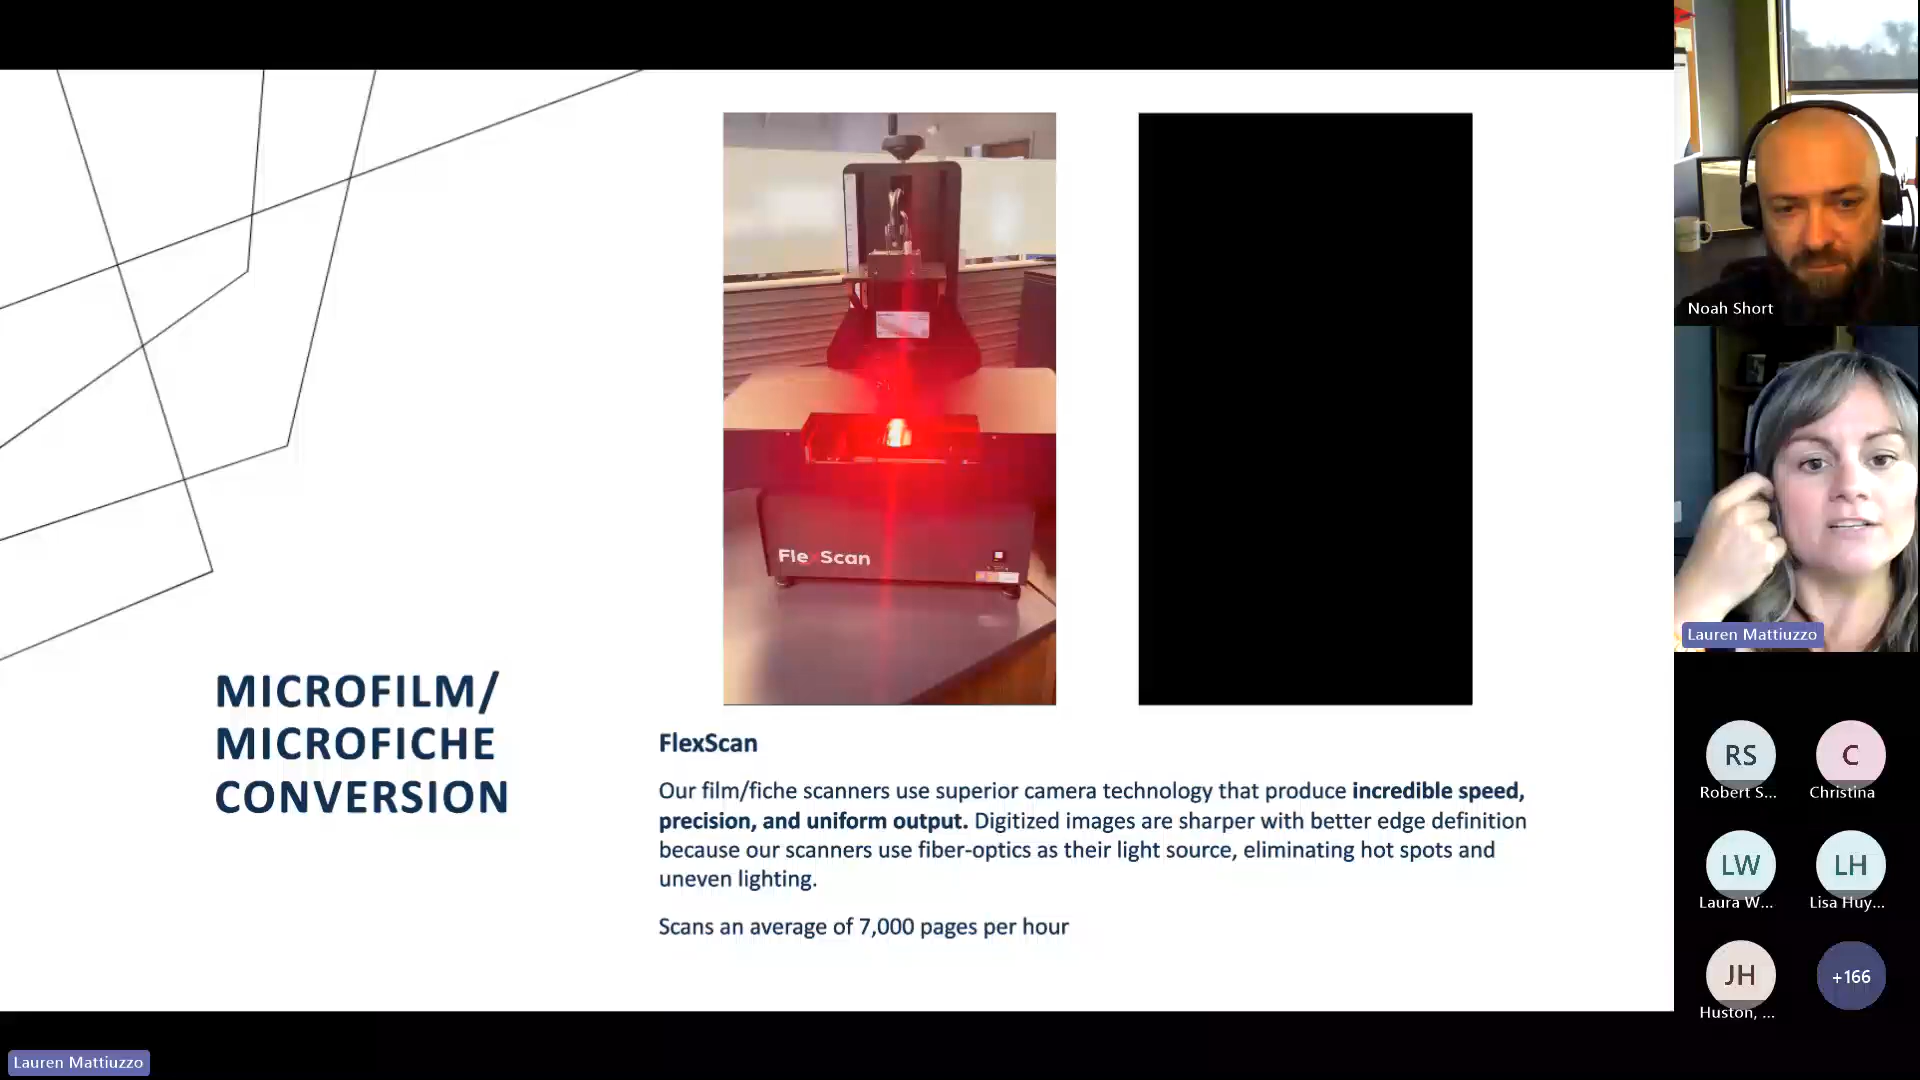 MICROFILM/
MICROFICHE
CONVERSION
Fle Scan
FlexScan
Our film/fiche scanners use superior camera technology that produce incredible speed,
precision, and uniform output. Digitized images are sharper with better edge definition
because our scanners use fiber-optics as their light source, eliminating hot spots and
uneven lighting.
Scans an average of 7,000 pages per hour
Noah Short
Lauren Mattiuzzo
RS
Robert S...
C
Christina
LW
Laura W...
LH
Lisa Huy...
JH
Huston, ...
+166
Lauren Mattiuzzo